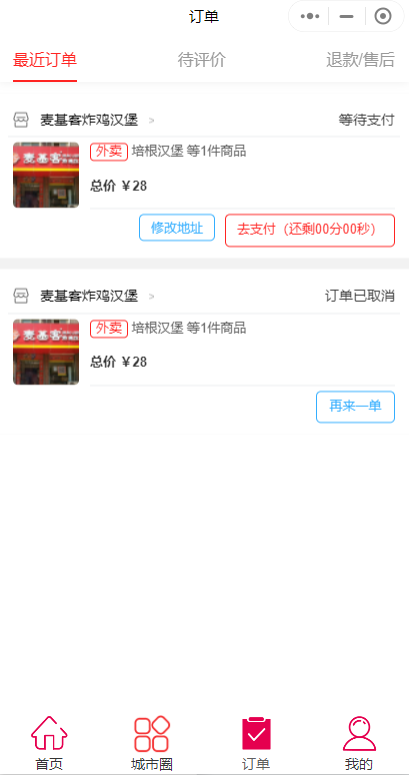 订单
最近订单
待评价
退款/售后
麦基客炸鸡汉堡 >
等待支付
麦基客
外卖 培根汉堡 等1件商品
总价 ￥28
修改地址
去支付（还剩00分00秒）
麦基客炸鸡汉堡 >
订单已取消
麦基客
外卖 培根汉堡 等1件商品
总价 ￥28
再来一单
首页
城市圈
订单
我的